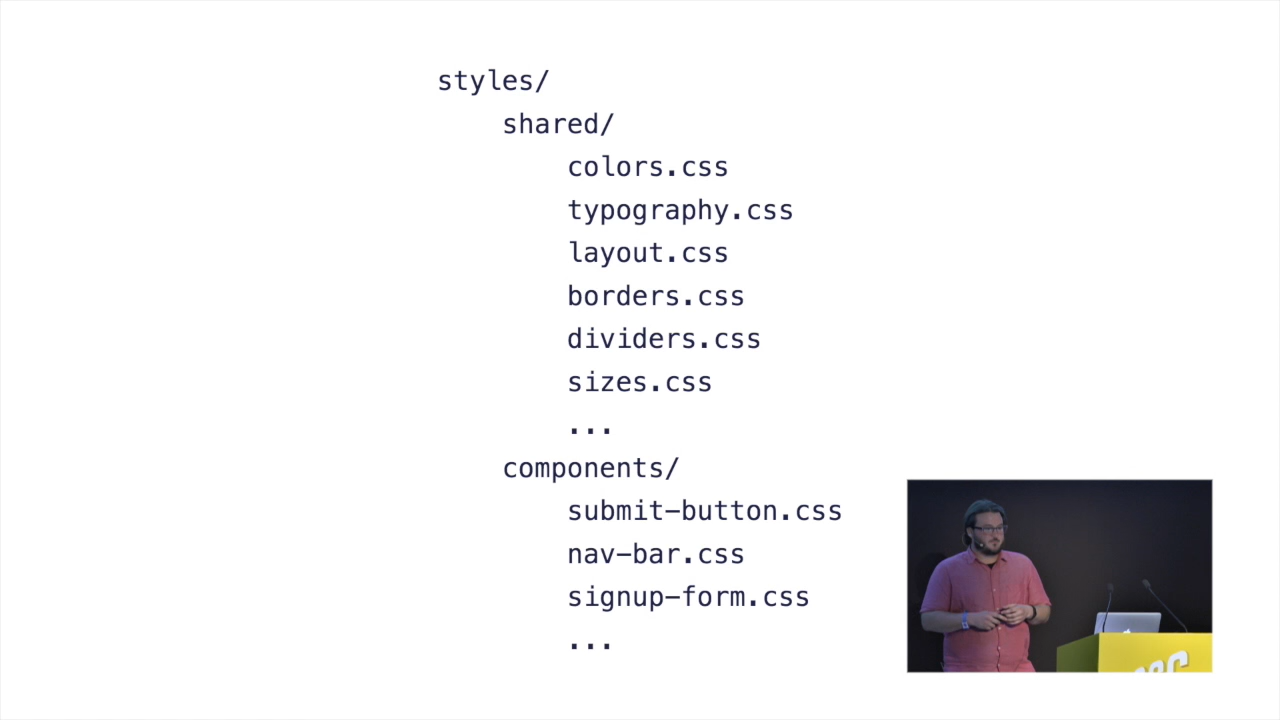 styles/
shared/
colors.css
typography.css
layout.css
borders.css
dividers.css
sizes.css
...
components/
submit-button.css
nav-bar.css
signup-form.css
...